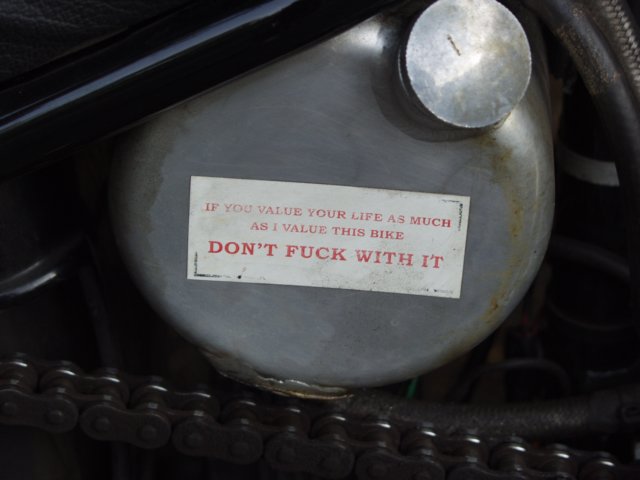 IF YOU VALUE YOUR LIFE AS MUCH
AS I VALUE THIS BIKE
DON'T FUCK WITH IT